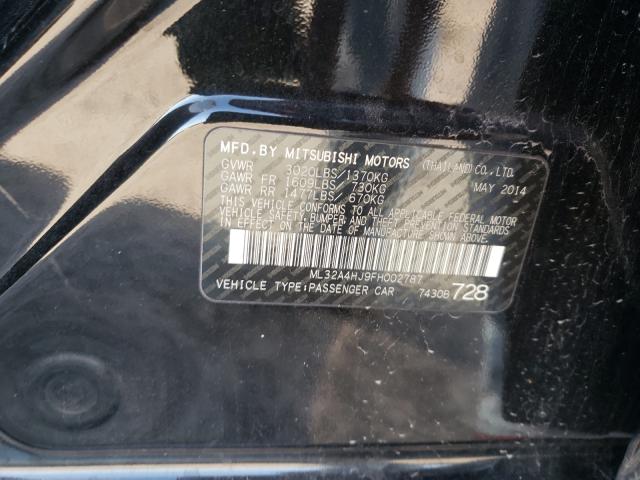 MFD. BY MITSUBISHI MOTORS (THAILAND) CO., LTD.
GVWR 3020LBS/1370KG MAY 2014
GAWR FR 1609LBS/ 730KG
GAWR RR 1477LBS/ 670KG
THIS VEHICLE CONFORMS TO ALL APPLICABLE FEDERAL MOTOR
VEHICLE SAFETY, BUMPER, AND THEFT PREVENTION STANDARDS
IN EFFECT ON THE DATE OF MANUFACTURE SHOWN ABOVE.
ML32A4HJ9FH002787
VEHICLE TYPE:PASSENGER CAR 7430B 728